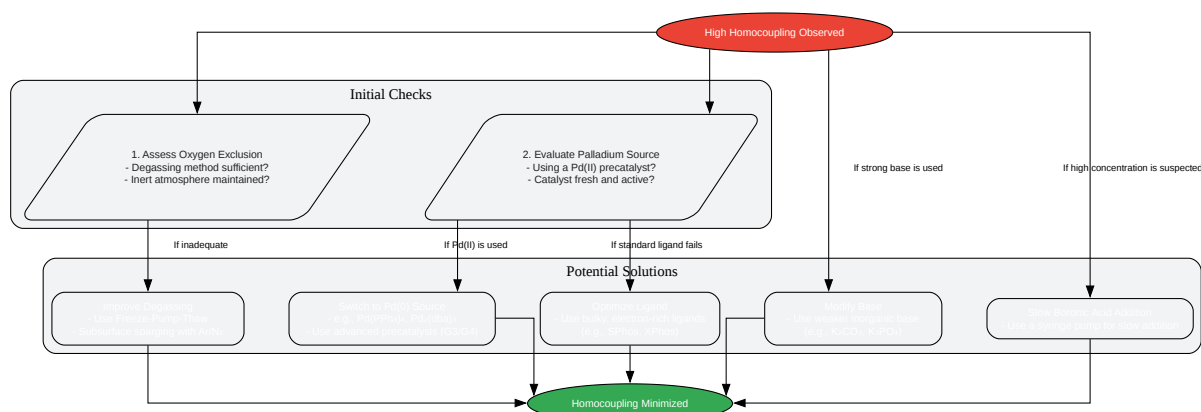 High Homocoupling Observed
Initial Checks
1. Assess Oxygen Exclusion
- Degassing method sufficient?
- Inert atmosphere maintained?
2. Evaluate Palladium Source
- Using a Pd(II) precatalyst?
- Catalyst fresh and active?
If strong base is used
If high concentration is suspected
If inadequate
If Pd(II) is used
If standard ligand fails
Potential Solutions
Improve Degassing
- Use Freeze-Pump-Thaw
- Subsurface sparging with Ar/N₂
Switch to Pd(0) Source
- e.g., Pd(PPh₃)₄, Pd₂(dba)₃
- Use advanced precatalysts (G3/G4)
Optimize Ligand
- Use bulky, electron-rich ligands
(e.g., SPhos, XPhos)
Modify Base
- Use weaker inorganic base
(e.g., K₂CO₃, K₃PO₄)
Slow Boronic Acid Addition
Use a syringe pump for slow addition
Homocoupling Minimized